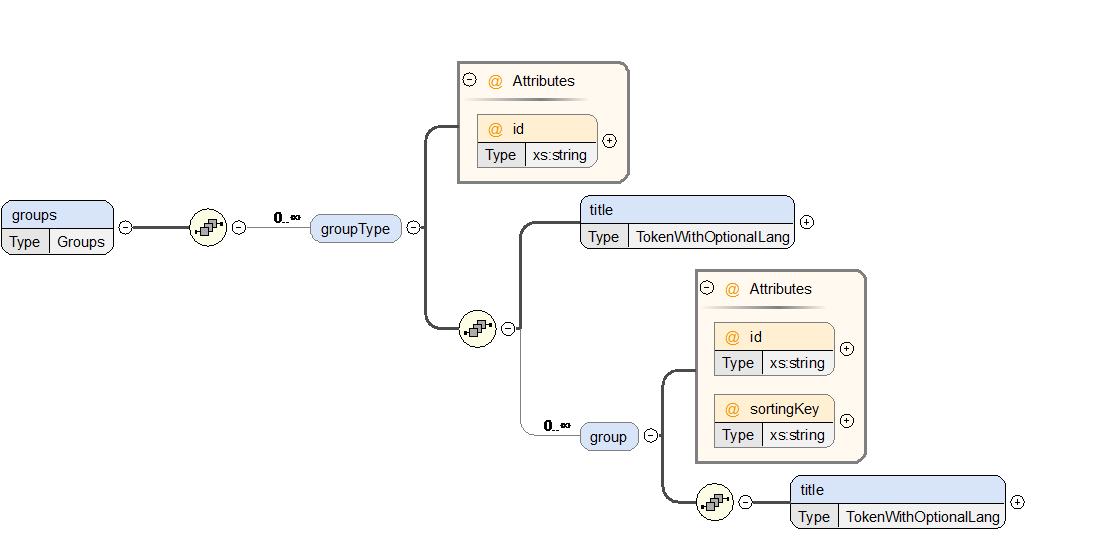 @ Attributes
@ id
Type xs:string
groups
Type Groups
0..∞
groupType
title
Type TokenWithOptionalLang
@ Attributes
@ id
Type xs:string
@ sortingKey
Type xs:string
0..∞
group
title
Type TokenWithOptionalLang